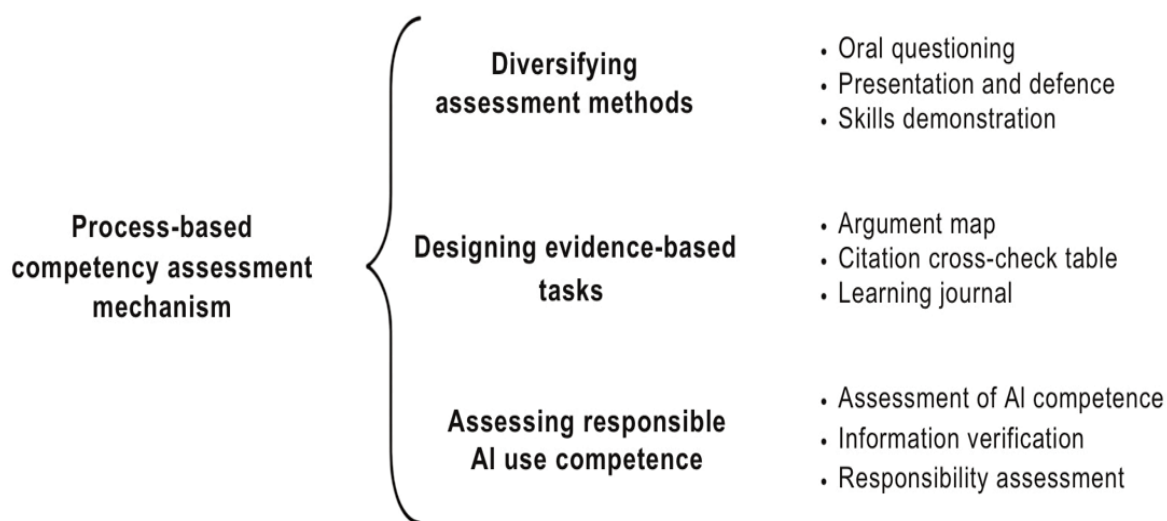 Process-based
competency assessment
mechanism
Diversifying
assessment methods
• Oral questioning
• Presentation and defence
• Skills demonstration
Designing evidence-based
tasks
• Argument map
• Citation cross-check table
• Learning journal
Assessing responsible
AI use competence
• Assessment of AI competence
• Information verification
• Responsibility assessment